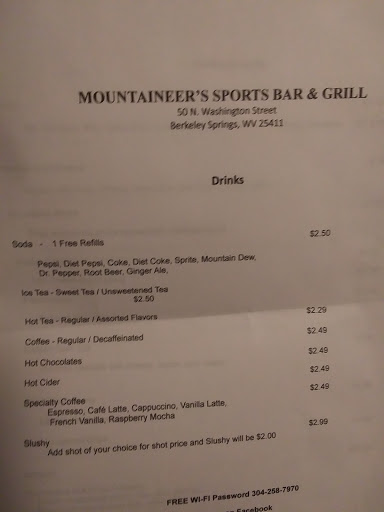 MOUNTAINEER'S SPORTS BAR & GRILL
50 N. Washington Street
Berkeley Springs, WV 25411
Drinks
Soda - 1 Free Refills $2.50
Pepsi, Diet Pepsi, Coke, Diet Coke, Sprite, Mountain Dew,
Dr. Pepper, Root Beer, Ginger Ale,
Ice Tea - Sweet Tea / Unsweetened Tea
$2.50
Hot Tea - Regular / Assorted Flavors $2.29
Coffee - Regular / Decaffeinated $2.49
Hot Chocolates $2.49
Hot Cider $2.49
Specialty Coffee $2.49
Espresso, Café Latte, Cappuccino, Vanilla Latte,
French Vanilla, Raspberry Mocha
Slushy $2.99
Add shot of your choice for shot price and Slushy will be $2.00
FREE WI-FI Password 304-258-7970
on Facebook